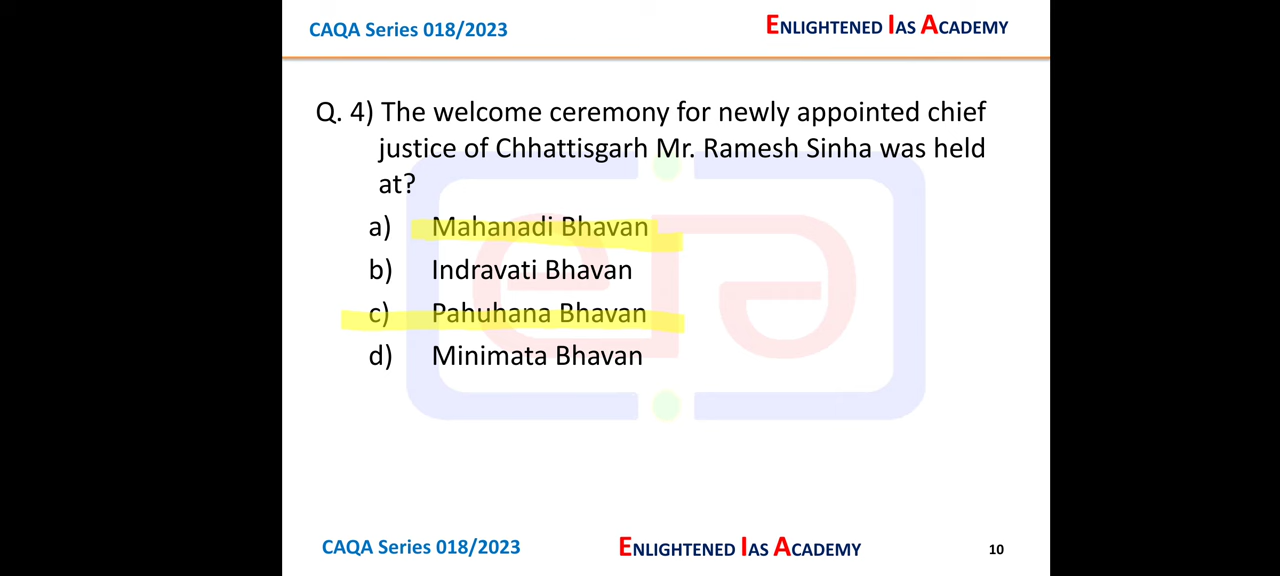 CAQA Series 018/2023
ENLIGHTENED IAS ACADEMY
Q. 4) The welcome ceremony for newly appointed chief
justice of Chhattisgarh Mr. Ramesh Sinha was held
at?
a) Mahanadi Bhavan
b) Indravati Bhavan
c) Pahuhana Bhavan
d) Minimata Bhavan
CAQA Series 018/2023
ENLIGHTENED IAS ACADEMY
10